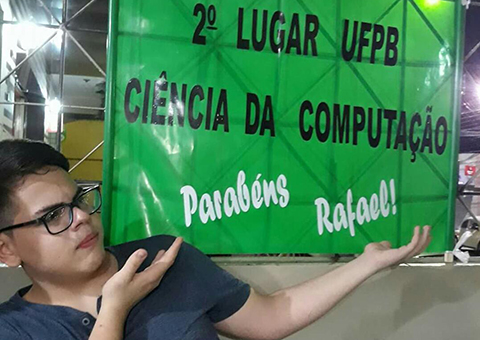 2º LUGAR UFPB
CIÊNCIA DA COMPUTAÇÃO
Parabéns
Rafael!